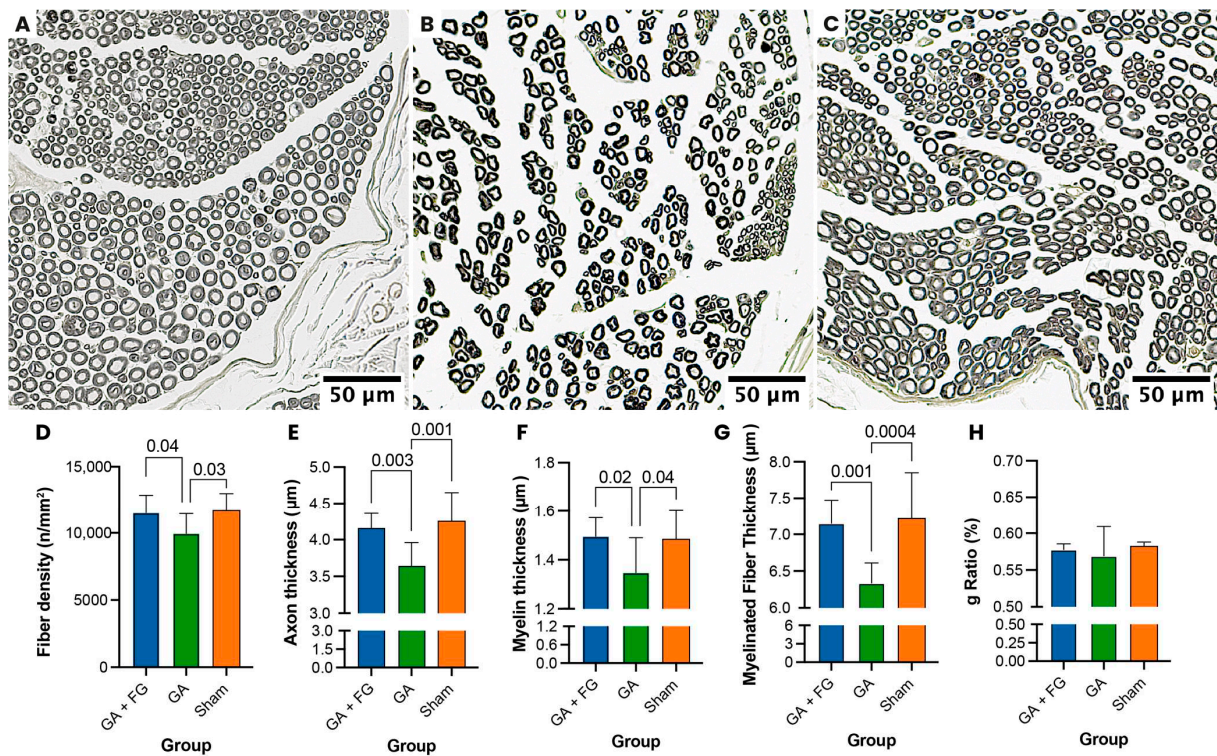 A
B
C
50 µm
50 µm
50 µm
D
0.04
0.03
15,000
10,000
5000
0
Fiber density (n/mm²)
GA + FG
GA
Sham
Group
E
0.001
0.003
5.0
4.5
4.0
3.5
3.0
3.0
1.5
0.0
Axon thickness (µm)
GA + FG
GA
Sham
Group
F
0.02
0.04
1.8
1.6
1.4
1.2
1.2
0.6
0.0
Myelin thickness (µm)
GA + FG
GA
Sham
Group
G
0.0004
0.001
8.0
7.5
7.0
6.5
6.0
6
3
0
Myelinated Fiber Thickness (µm)
GA + FG
GA
Sham
Group
H
0.70
0.65
0.60
0.55
0.50
0.50
0.25
0.00
g Ratio (%)
GA + FG
GA
Sham
Group